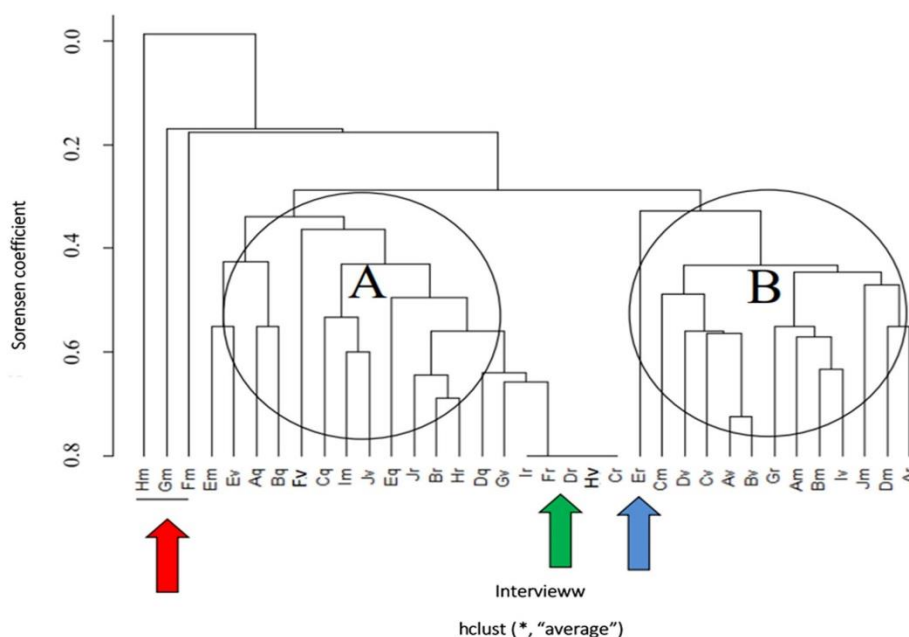 0.0
0.2
0.4
0.6
0.8
Sorensen coefficient
A
B
Hm Gm Fm Em Ev Aq Bq Fv Cq Im Jv Eq Jr Br Hr Dq Gv Ir Fr Dr Hv Cr Er Cm Dv Cv Av Bv Gr Am Bm Iv Jm Dm
Intervieww
hclust (*, “average”)